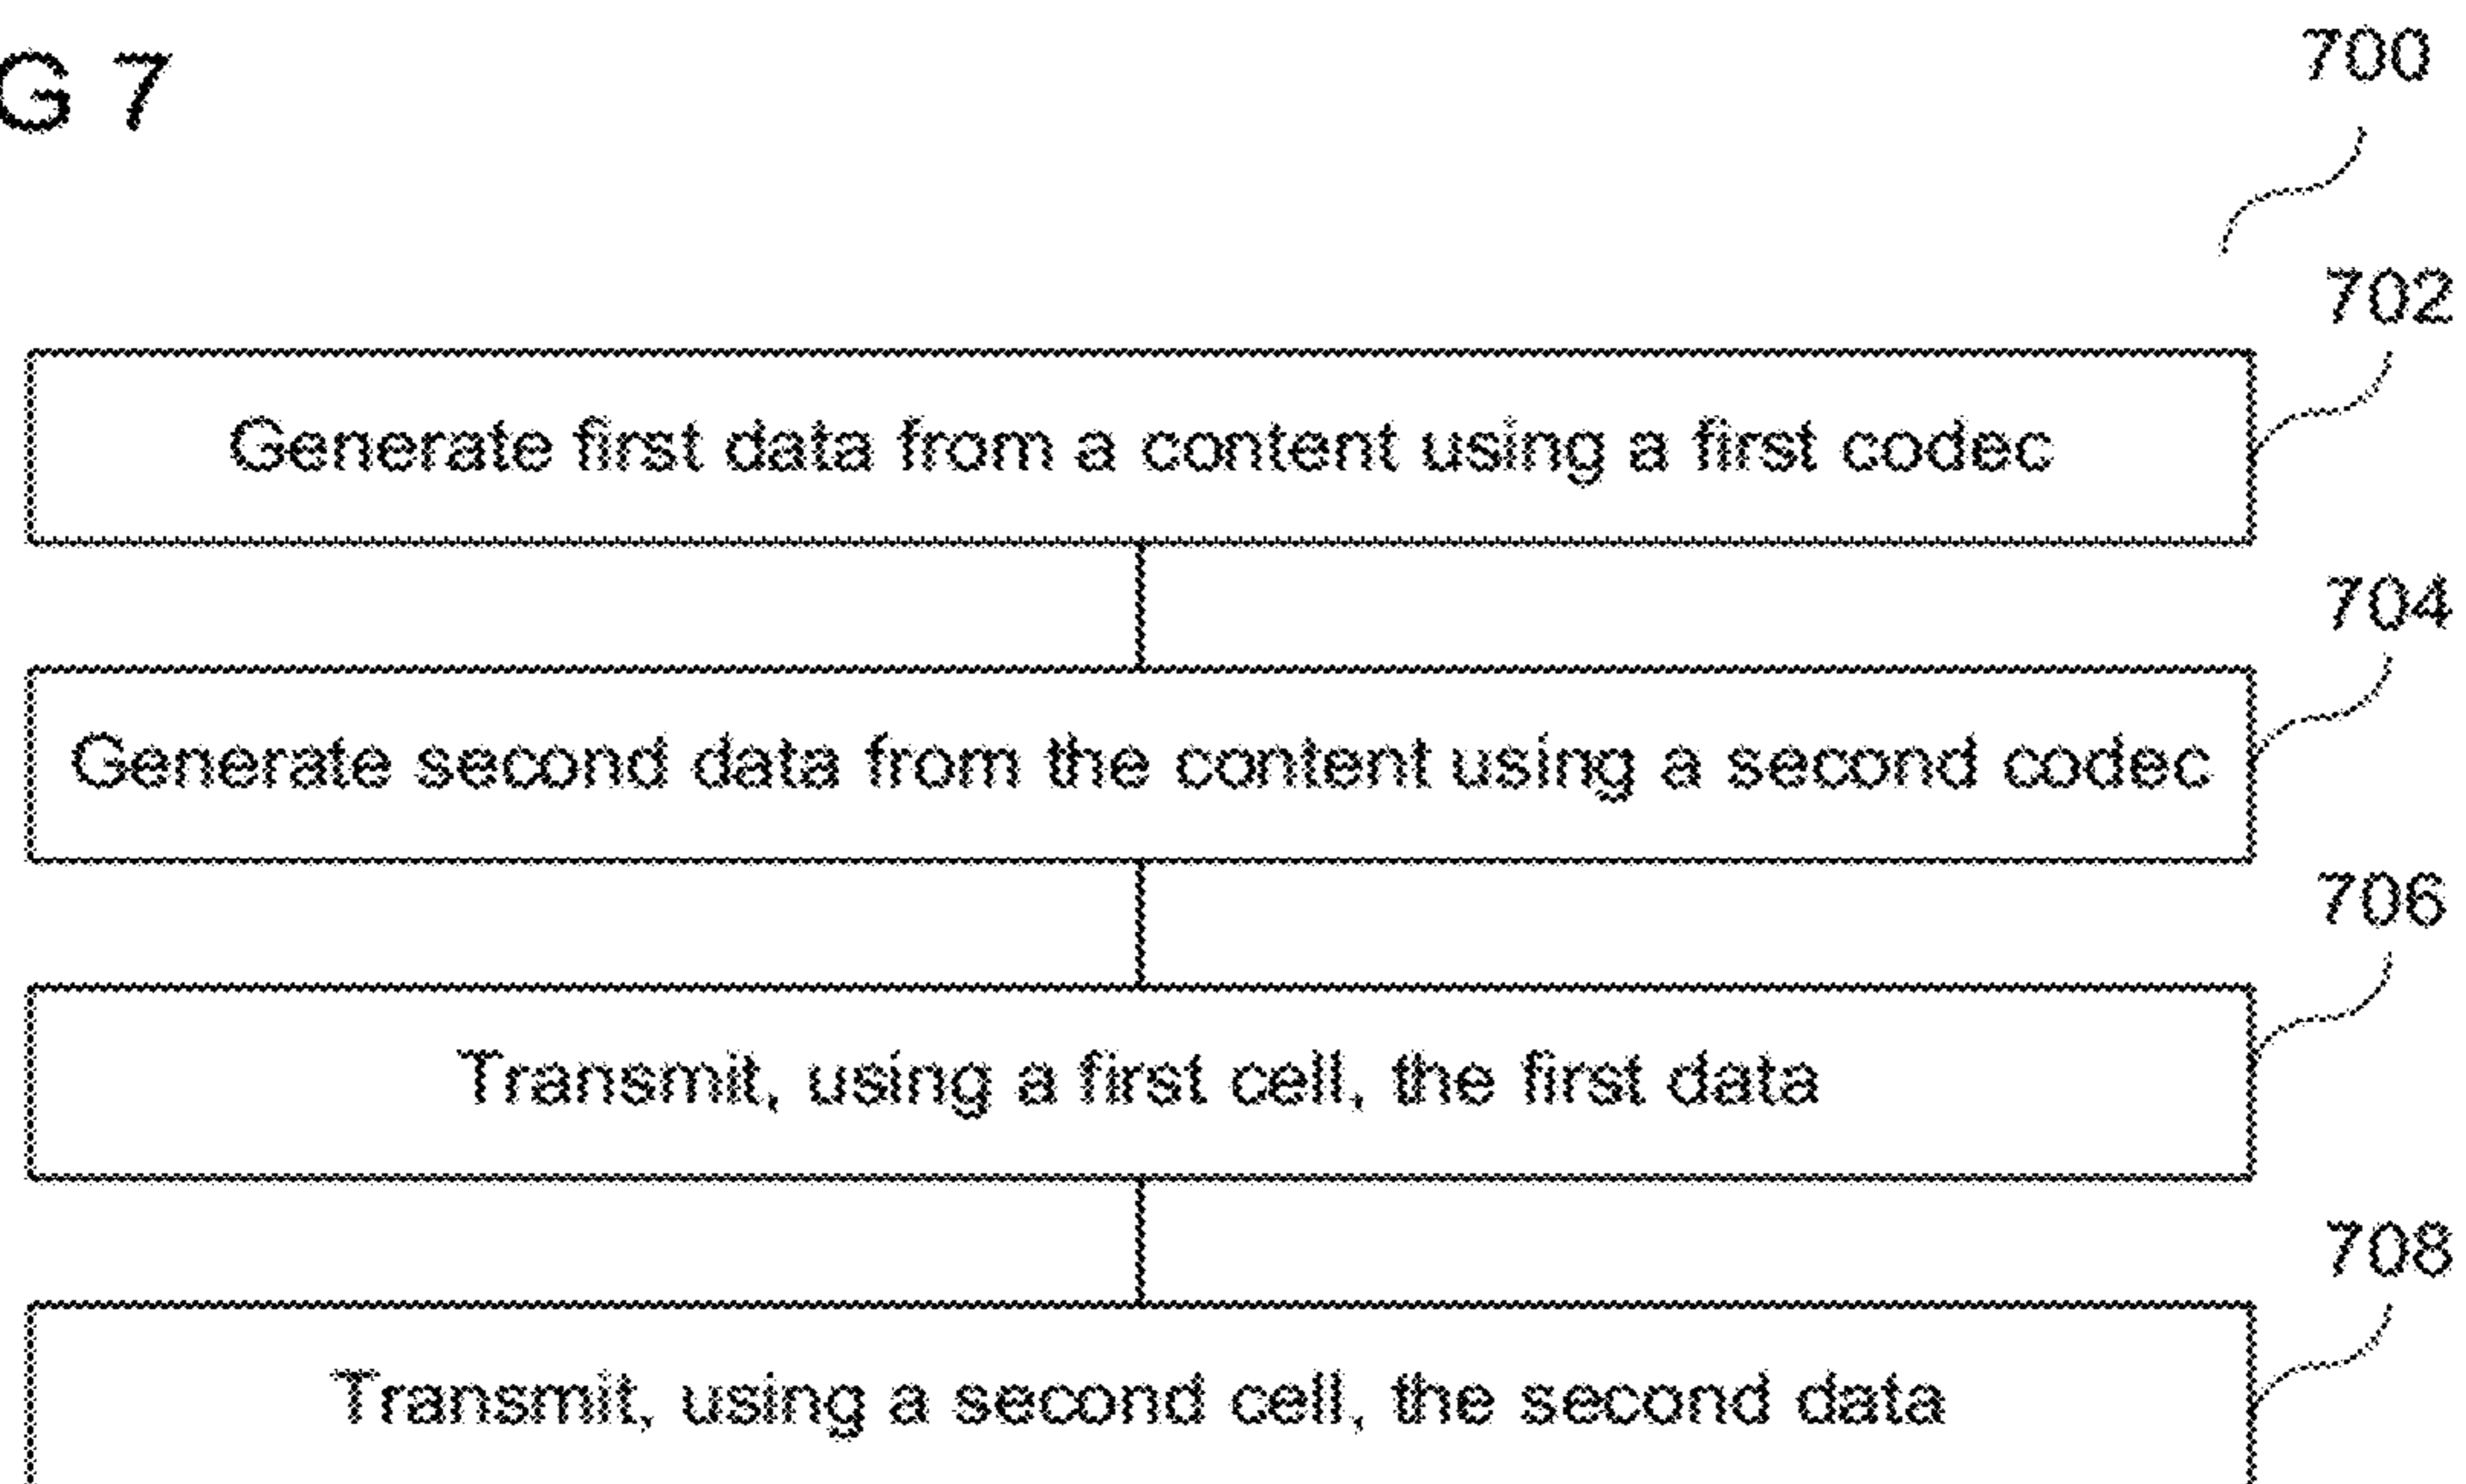 G 7
700
702
Generate first data from a content using a first codec
704
Generate second data from the content using a second codec
706
Transmit, using a first cell, the first data
708
Transmit, using a second cell, the second data